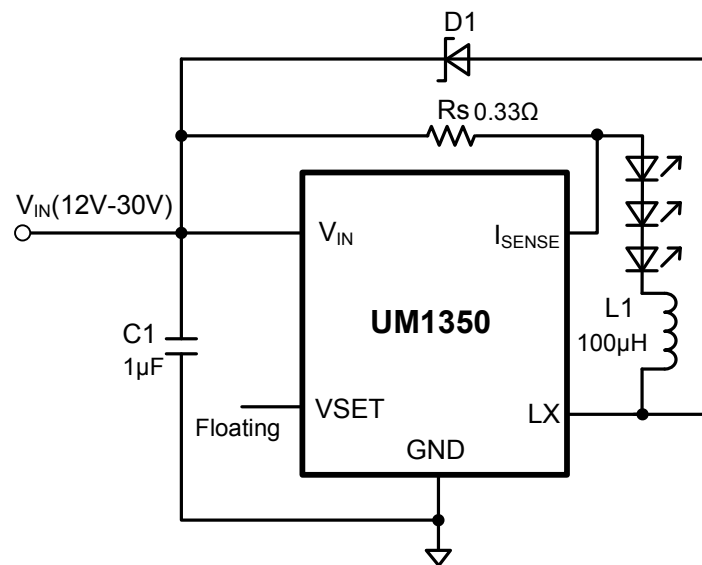 D1
Rs 0.33Ω
VIN(12V-30V)
VIN
ISENSE
UM1350
L1
100μH
C1
1μF
VSET
LX
Floating
GND